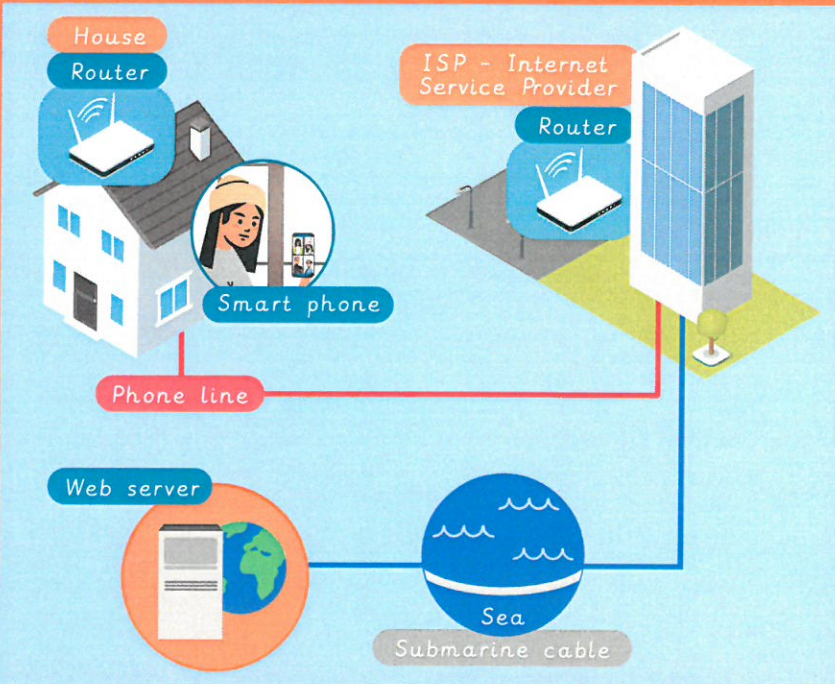 House
Router
ISP - Internet
Service Provider
Router
Smart phone
Phone line
Web server
Sea
Submarine cable